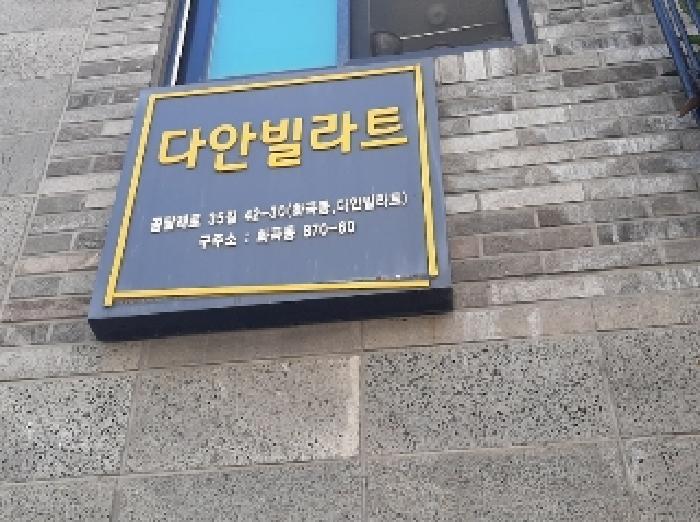 다안빌라트
곰달래로 35길 42-30(화곡동,다안빌라트)
구주소 : 화곡동 870-60